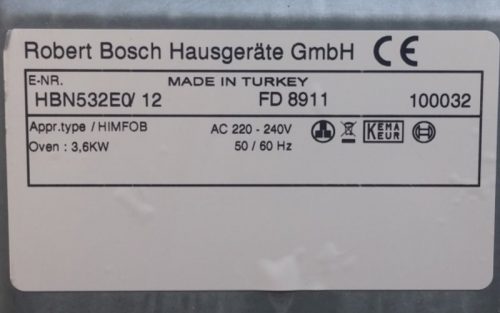 Robert Bosch Hausgeräte GmbH CE
E-NR. MADE IN TURKEY
HBN532E0/ 12 FD 8911 100032
Appr.type / HIMFOB AC 220 - 240V KEMA
Oven : 3,6KW 50 / 60 Hz KEUR